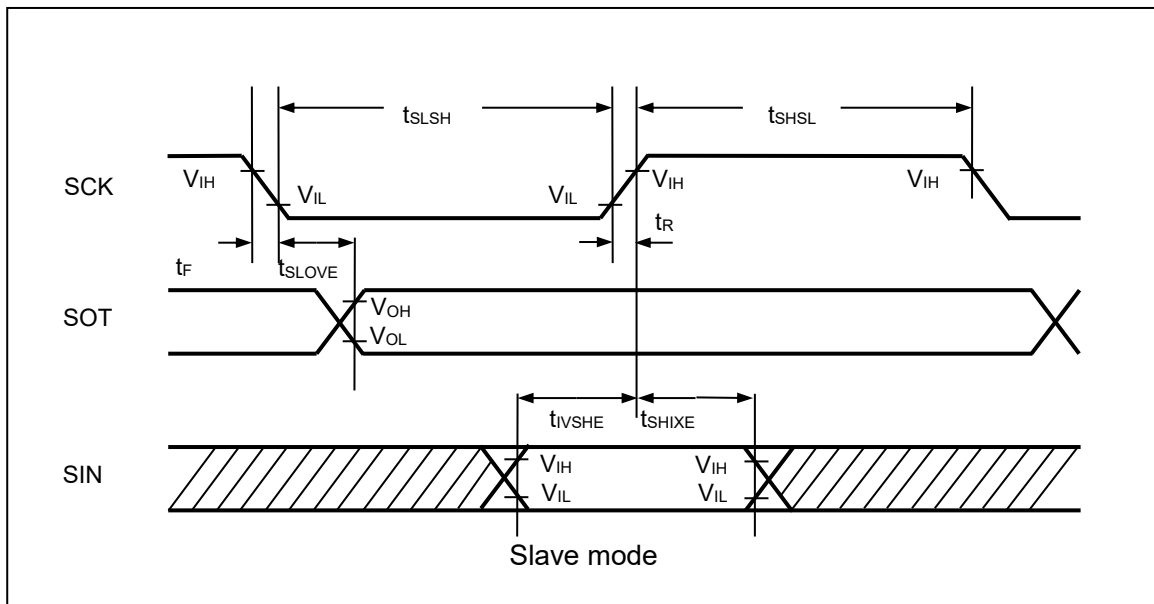 tSLSH tSHSL
SCK VIH VIL VIL VIH VIH
tR
tF tSLOVE
SOT VOH
VOL
tIVSHE tSHIXE
SIN VIH VIH
VIL VIL
Slave mode